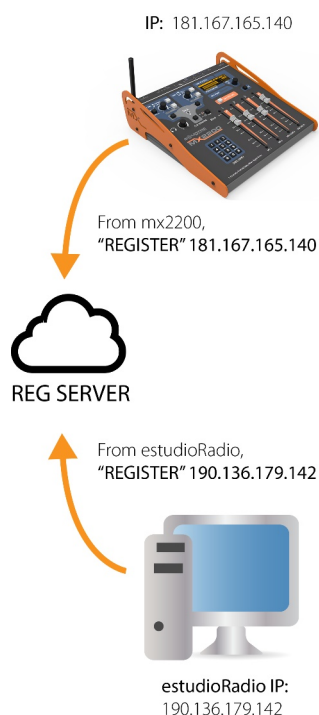 IP: 181.167.165.140
MX2200
From mx2200,
“REGISTER” 181.167.165.140
REG SERVER
From estudioRadio,
“REGISTER” 190.136.179.142
estudioRadio IP:
190.136.179.142